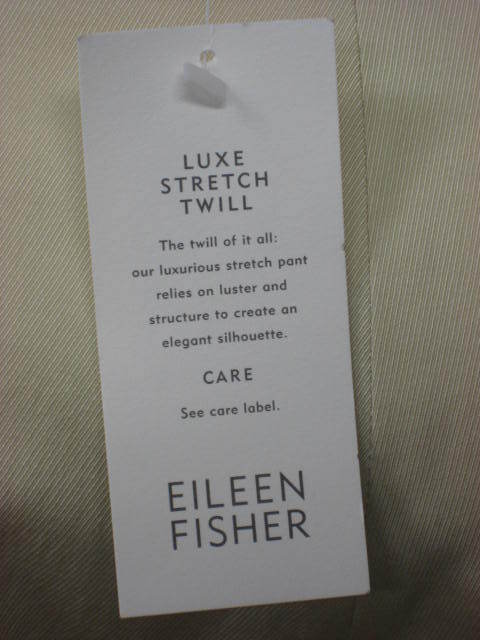 LUXE
STRETCH
TWILL
The twill of it all:
our luxurious stretch pant
relies on luster and
structure to create an
elegant silhouette.
CARE
See care label.
EILEEN
FISHER